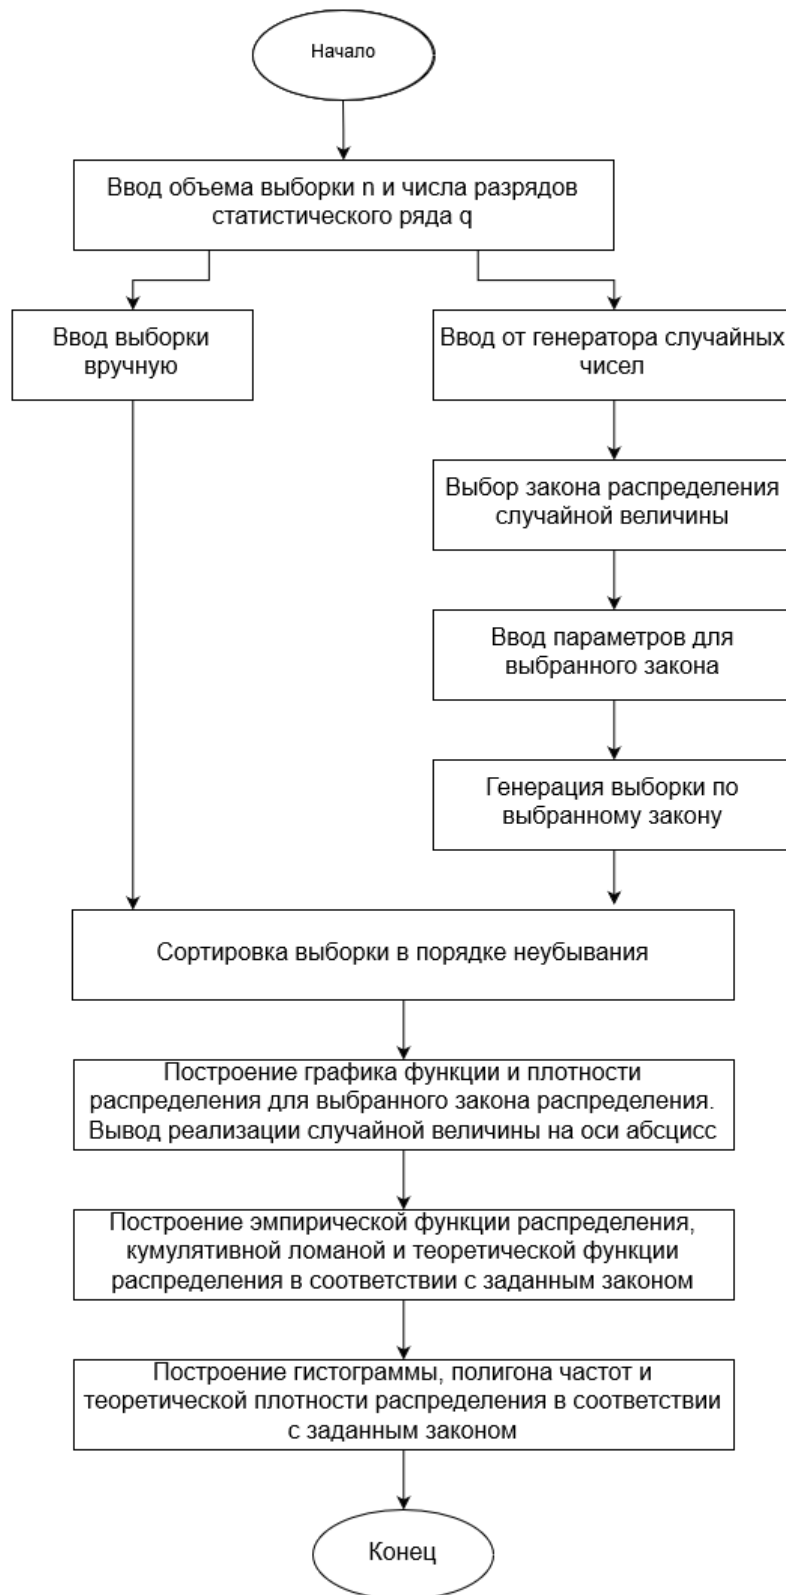 Начало
Ввод объема выборки n и числа разрядов
статистического ряда q
Ввод выборки
вручную
Ввод от генератора случайных
чисел
Выбор закона распределения
случайной величины
Ввод параметров для
выбранного закона
Генерация выборки по
выбранному закону
Сортировка выборки в порядке неубывания
Построение графика функции и плотности
распределения для выбранного закона распределения.
Вывод реализации случайной величины на оси абсцисс
Построение эмпирической функции распределения,
кумулятивной ломаной и теоретической функции
распределения в соответствии с заданным законом
Построение гистограммы, полигона частот и
теоретической плотности распределения в соответствии
с заданным законом
Конец